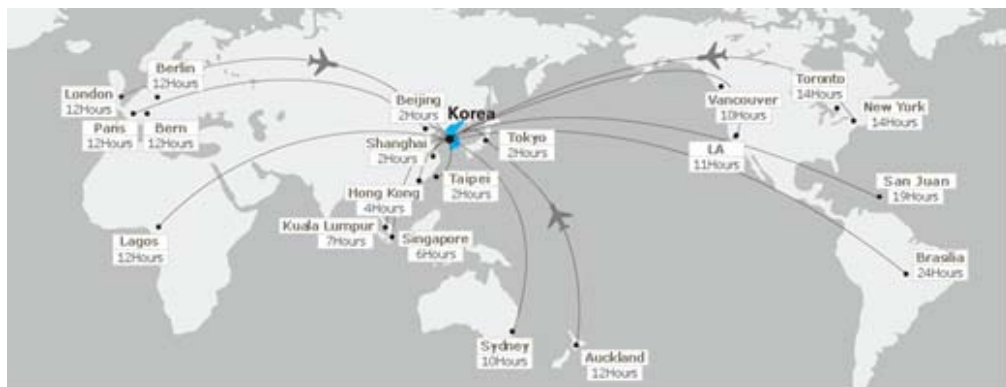 Berlin
12Hours
London
12Hours
Paris
12Hours
Bern
12Hours
Beijing
2Hours
Korea
Shanghai
2Hours
Tokyo
2Hours
Taipei
2Hours
Hong Kong
4Hours
Kuala Lumpur
7Hours
Singapore
6Hours
Lagos
12Hours
Sydney
10Hours
Auckland
12Hours
Vancouver
10Hours
Toronto
14Hours
New York
14Hours
LA
11Hours
San Juan
19Hours
Brasilia
24Hours